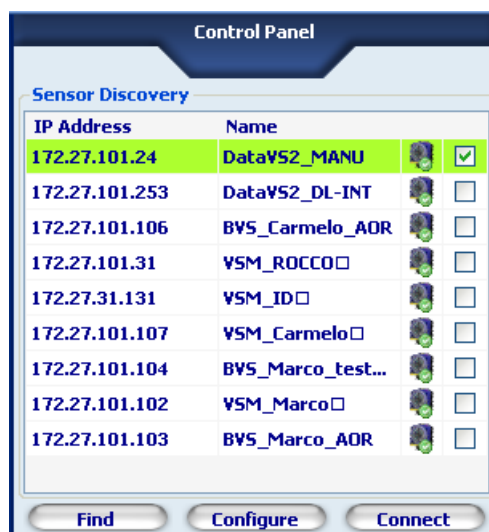 Control Panel
Sensor Discovery
IP Address Name
172.27.101.24 DataVS2_MANU
172.27.101.253 DataVS2_DL-INT
172.27.101.106 BVS_Carmelo_AOR
172.27.101.31 VSM_ROCCO□
172.27.31.131 VSM_ID□
172.27.101.107 VSM_Carmelo□
172.27.101.104 BVS_Marco_test...
172.27.101.102 VSM_Marco□
172.27.101.103 BVS_Marco_AOR
Find Configure Connect